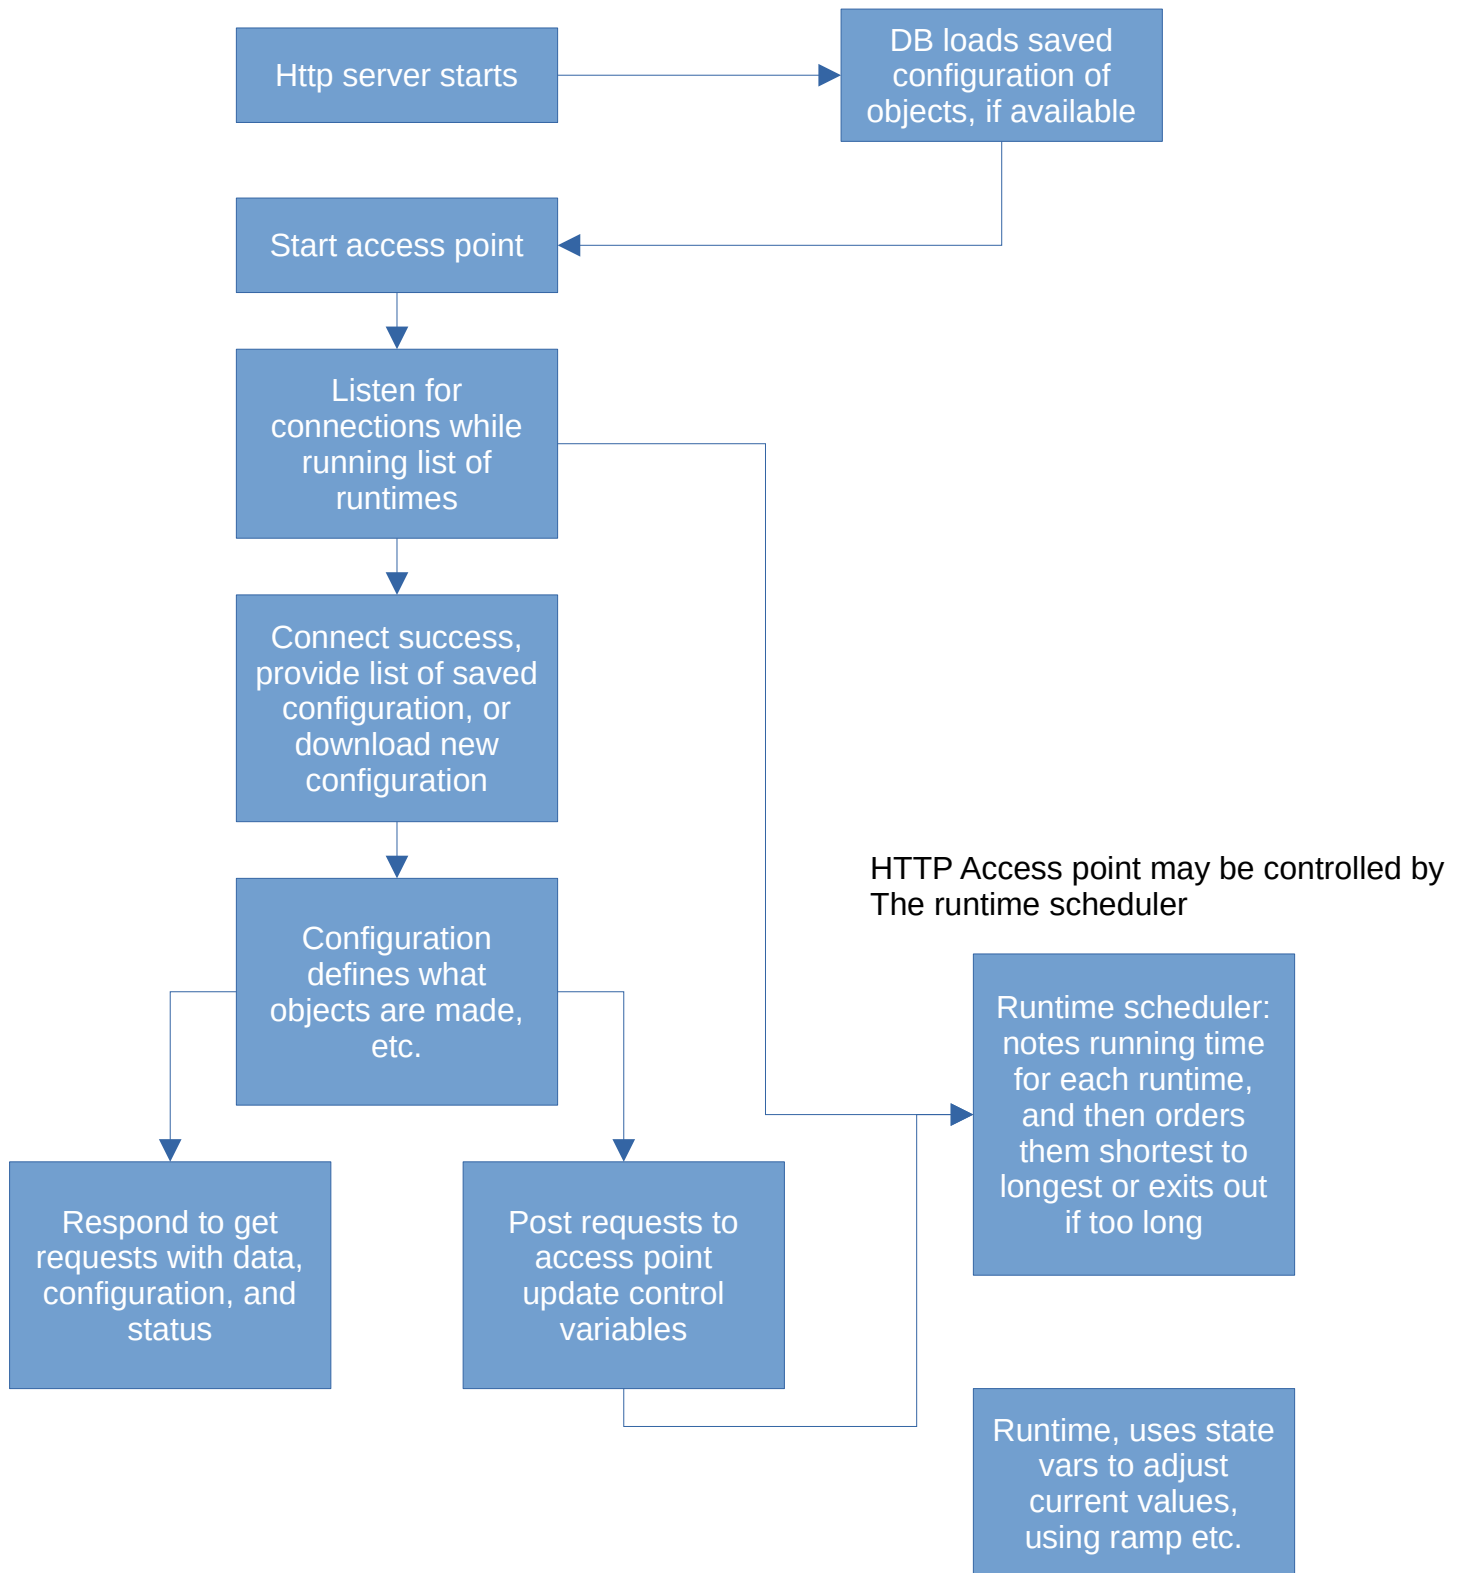 Http server starts
DB loads saved
configuration of
objects, if available
Start access point
Listen for
connections while
running list of
runtimes
Connect success,
provide list of saved
configuration, or
download new
configuration
Configuration
defines what
objects are made,
etc.
HTTP Access point may be controlled by
The runtime scheduler
Runtime scheduler:
notes running time
for each runtime,
and then orders
them shortest to
longest or exits out
if too long
Respond to get
requests with data,
configuration, and
status
Post requests to
access point
update control
variables
Runtime, uses state
vars to adjust
current values,
using ramp etc.